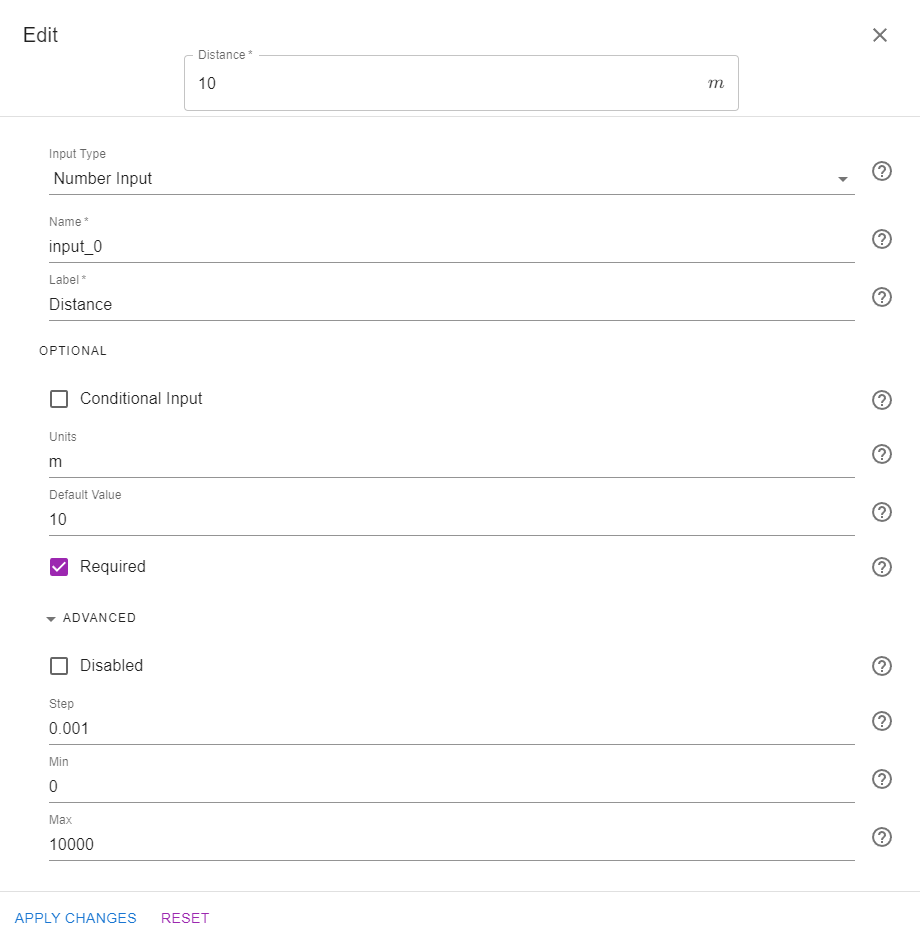 Edit
Distance *
10 m
Input Type
Number Input
Name *
input_0
Label *
Distance
OPTIONAL
Conditional Input
Units
m
Default Value
10
Required
ADVANCED
Disabled
Step
0.001
Min
0
Max
10000
APPLY CHANGES RESET